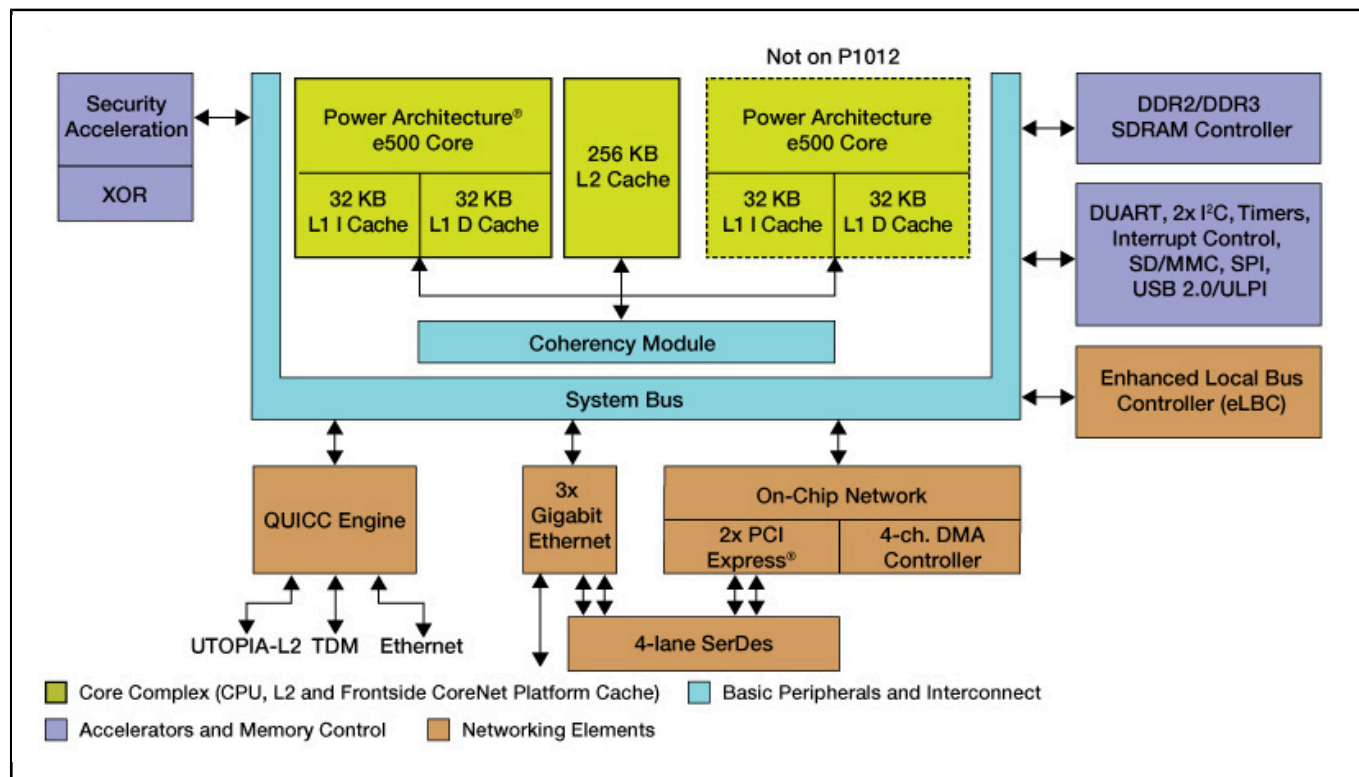 Not on P1012
Security
Acceleration
XOR
Power Architecture®
e500 Core
32 KB
L1 I Cache
32 KB
L1 D Cache
256 KB
L2 Cache
Power Architecture
e500 Core
32 KB
L1 I Cache
32 KB
L1 D Cache
DDR2/DDR3
SDRAM Controller
DUART, 2x I²C, Timers,
Interrupt Control,
SD/MMC, SPI,
USB 2.0/ULPI
Coherency Module
System Bus
Enhanced Local Bus
Controller (eLBC)
QUICC Engine
3x
Gigabit
Ethernet
On-Chip Network
2x PCI
Express®
4-ch. DMA
Controller
UTOPIA-L2 TDM Ethernet
4-lane SerDes
Core Complex (CPU, L2 and Frontside CoreNet Platform Cache)
Basic Peripherals and Interconnect
Accelerators and Memory Control
Networking Elements